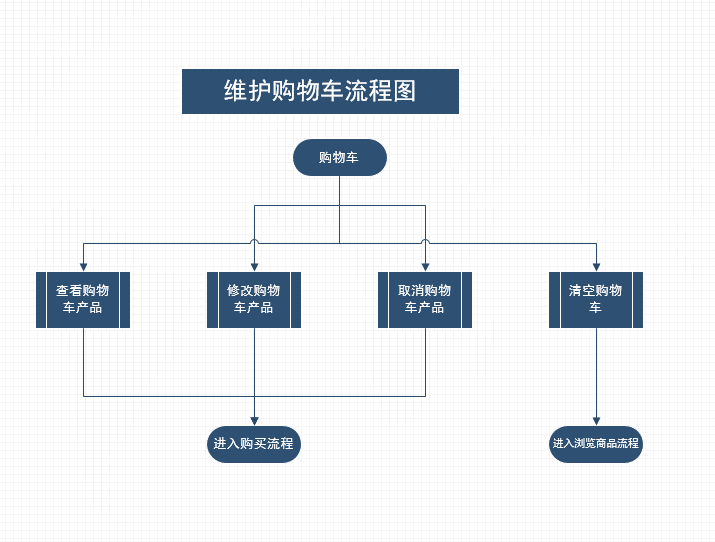 维护购物车流程图
购物车
查看购物
车产品
修改购物
车产品
取消购物
车产品
清空购物
车
进入购买流程
进入浏览商品流程